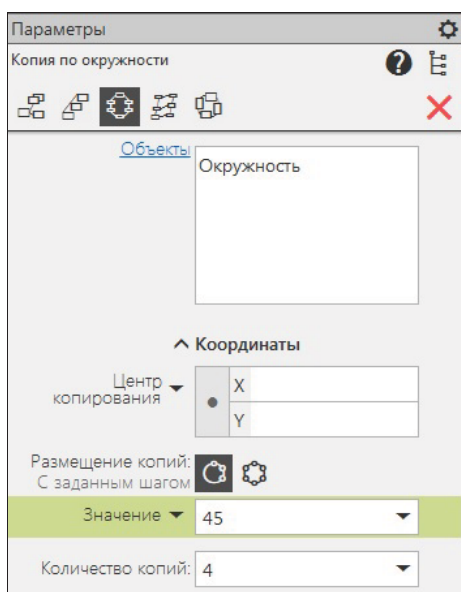 Параметры
Копия по окружности
?
Объекты
Окружность
Координаты
Центр
копирования
X
Y
Размещение копий:
С заданным шагом
Значение
45
Количество копий:
4